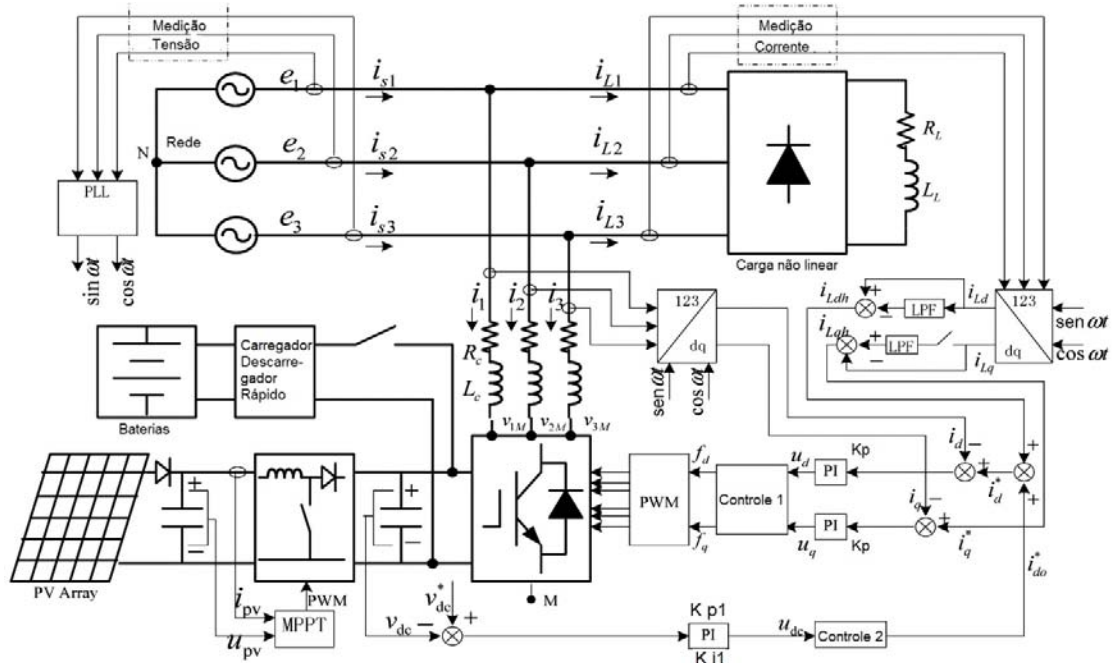 Medição
Tensão
Medição
Corrente
e1
is1
iL1
N
Rede
e2
is2
iL2
RL
LL
PLL
e3
is3
iL3
sin ωt
cos ωt
Carga não linear
i1
i2
i3
Rc
Lc
123
dq
sen ωt
cos ωt
iLdh
LPF
iLd
iLqh
LPF
iLq
+
−
+
−
123
dq
sen ωt
cos ωt
Carregador
Descarre-
gador
Rápido
Baterias
v1M
v2M
v3M
PV Array
+
−
+
−
ipv
upv
MPPT
PWM
M
PWM
fd
fq
Controle 1
ud
uq
PI
Kp
PI
Kp
id
−
id*
+
+
+
iq
−
iq*
+
ido*
vdc*
+
vdc
−
K p1
PI
K i1
udc
Controle 2